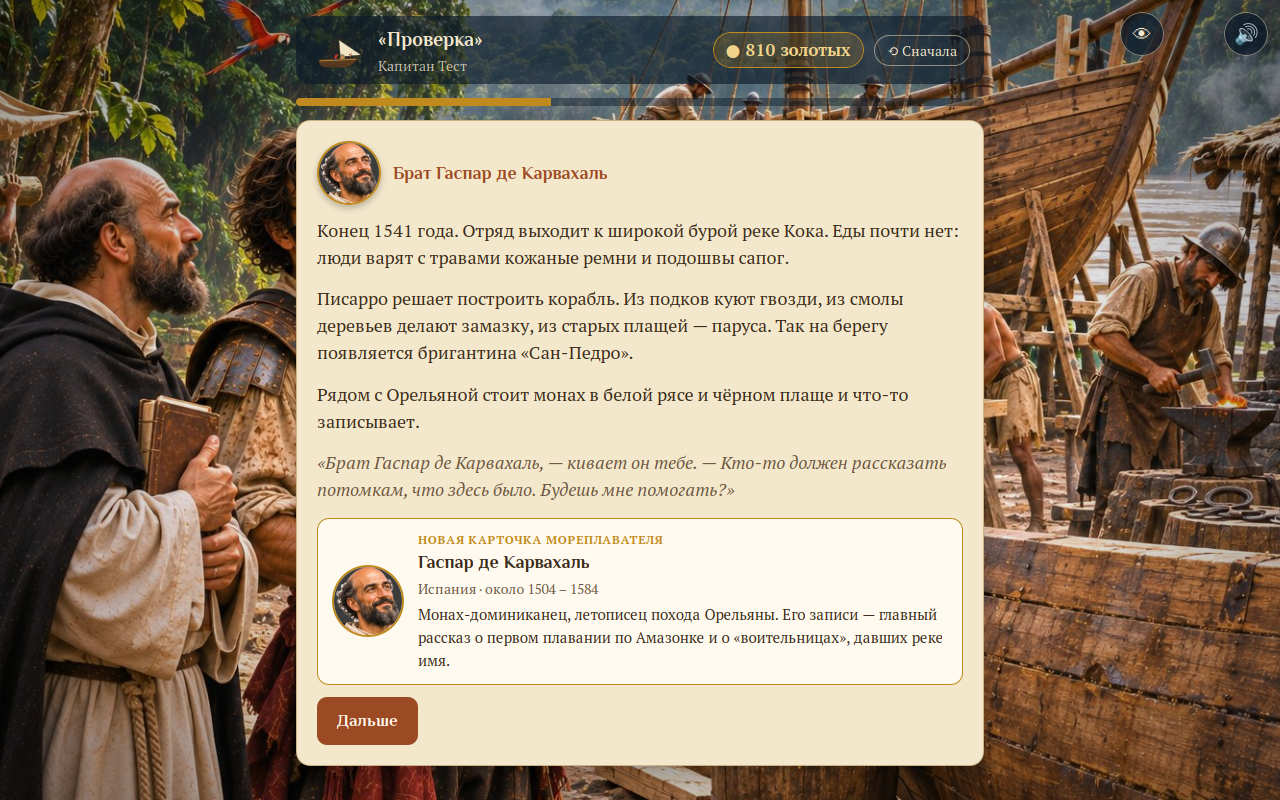 «Проверка»
Капитан Тест
810 золотых
⟲ Сначала
Брат Гаспар де Карвахаль
Конец 1541 года. Отряд выходит к широкой бурой реке Кока. Еды почти нет:
люди варят с травами кожаные ремни и подошвы сапог.
Писарро решает построить корабль. Из подков куют гвозди, из смолы
деревьев делают замазку, из старых плащей — паруса. Так на берегу
появляется бригантина «Сан-Педро».
Рядом с Орельяной стоит монах в белой рясе и чёрном плаще и что-то
записывает.
«Брат Гаспар де Карвахаль, — кивает он тебе. — Кто-то должен рассказать
потомкам, что здесь было. Будешь мне помогать?»
НОВАЯ КАРТОЧКА МОРЕПЛАВАТЕЛЯ
Гаспар де Карвахаль
Испания · около 1504 – 1584
Монах-доминиканец, летописец похода Орельяны. Его записи — главный
рассказ о первом плавании по Амазонке и о «воительницах», давших реке
имя.
Дальше